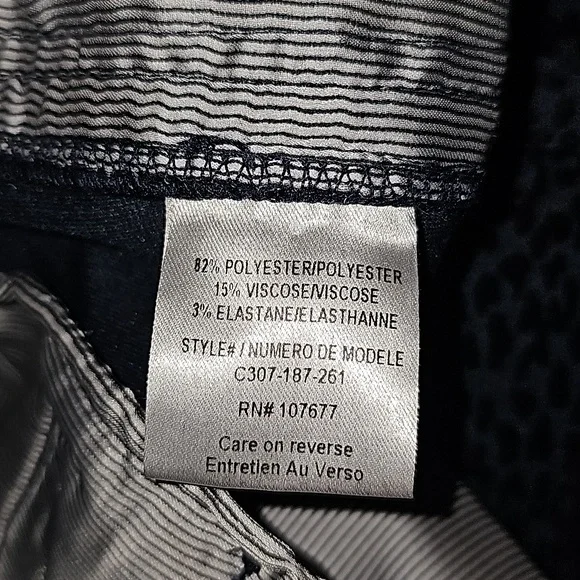 82% POLYESTER/POLYESTER
15% VISCOSE/VISCOSE
3% ELASTANE/ELASTHANNE
STYLE# / NUMERO DE MODELE
C307-187-261
RN# 107677
Care on reverse
Entretien Au Verso